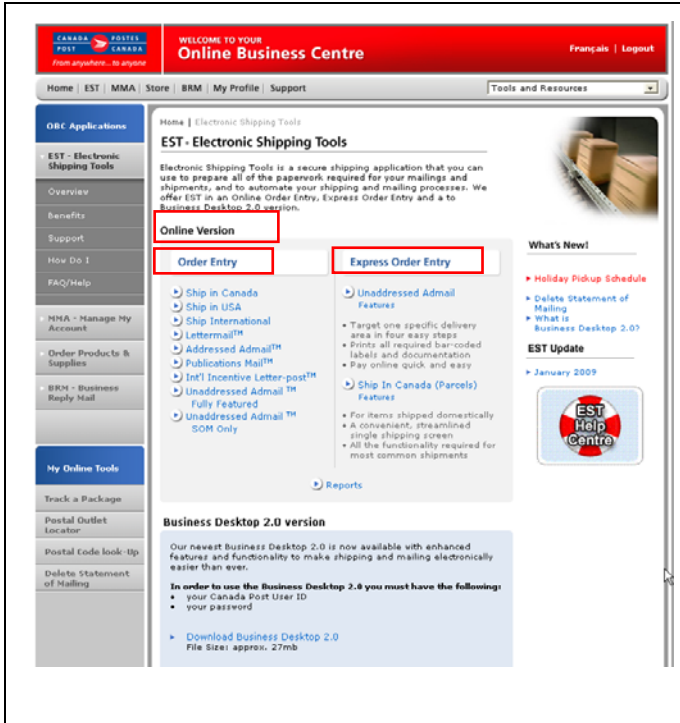 CANADA POSTES
POST CANADA
From anywhere... to anyone
WELCOME TO YOUR
Online Business Centre
Français | Logout
Home | EST | MMA | Store | BRM | My Profile | Support
Tools and Resources
OBC Applications
EST - Electronic
Shipping Tools
Overview
Benefits
Support
How Do I
FAQ/Help
MMA - Manage My
Account
Order Products &
Supplies
BRM - Business
Reply Mail
My Online Tools
Track a Package
Postal Outlet
Locator
Postal Code look-Up
Delete Statement
of Mailing
Home | Electronic Shipping Tools
EST - Electronic Shipping Tools
Electronic Shipping Tools is a secure shipping application that you can
use to prepare all of the paperwork required for your mailings and
shipments, and to automate your shipping and mailing processes. We
offer EST in an Online Order Entry, Express Order Entry and a to
Business Desktop 2.0 version.
Online Version
Order Entry
Ship in Canada
Ship in USA
Ship International
Lettermail™
Addressed Admail™
Publications Mail™
Int'l Incentive Letter-post™
Unaddressed Admail ™
Fully Featured
Unaddressed Admail ™
SOM Only
Express Order Entry
Unaddressed Admail
Features
• Target one specific delivery
area in four easy steps
• Prints all required bar-coded
labels and documentation
• Pay online quick and easy
Ship In Canada (Parcels)
Features
• For items shipped domestically
• A convenient, streamlined
single shipping screen
• All the functionality required for
most common shipments
Reports
Business Desktop 2.0 version
Our newest Business Desktop 2.0 is now available with enhanced
features and functionality to make shipping and mailing electronically
easier than ever.
In order to use the Business Desktop 2.0 you must have the following:
• your Canada Post User ID
• your password
Download Business Desktop 2.0
File Size: approx. 27mb
What's New!
Holiday Pickup Schedule
Delete Statement of
Mailing
What is
Business Desktop 2.0?
EST Update
January 2009
EST
Help
Centre